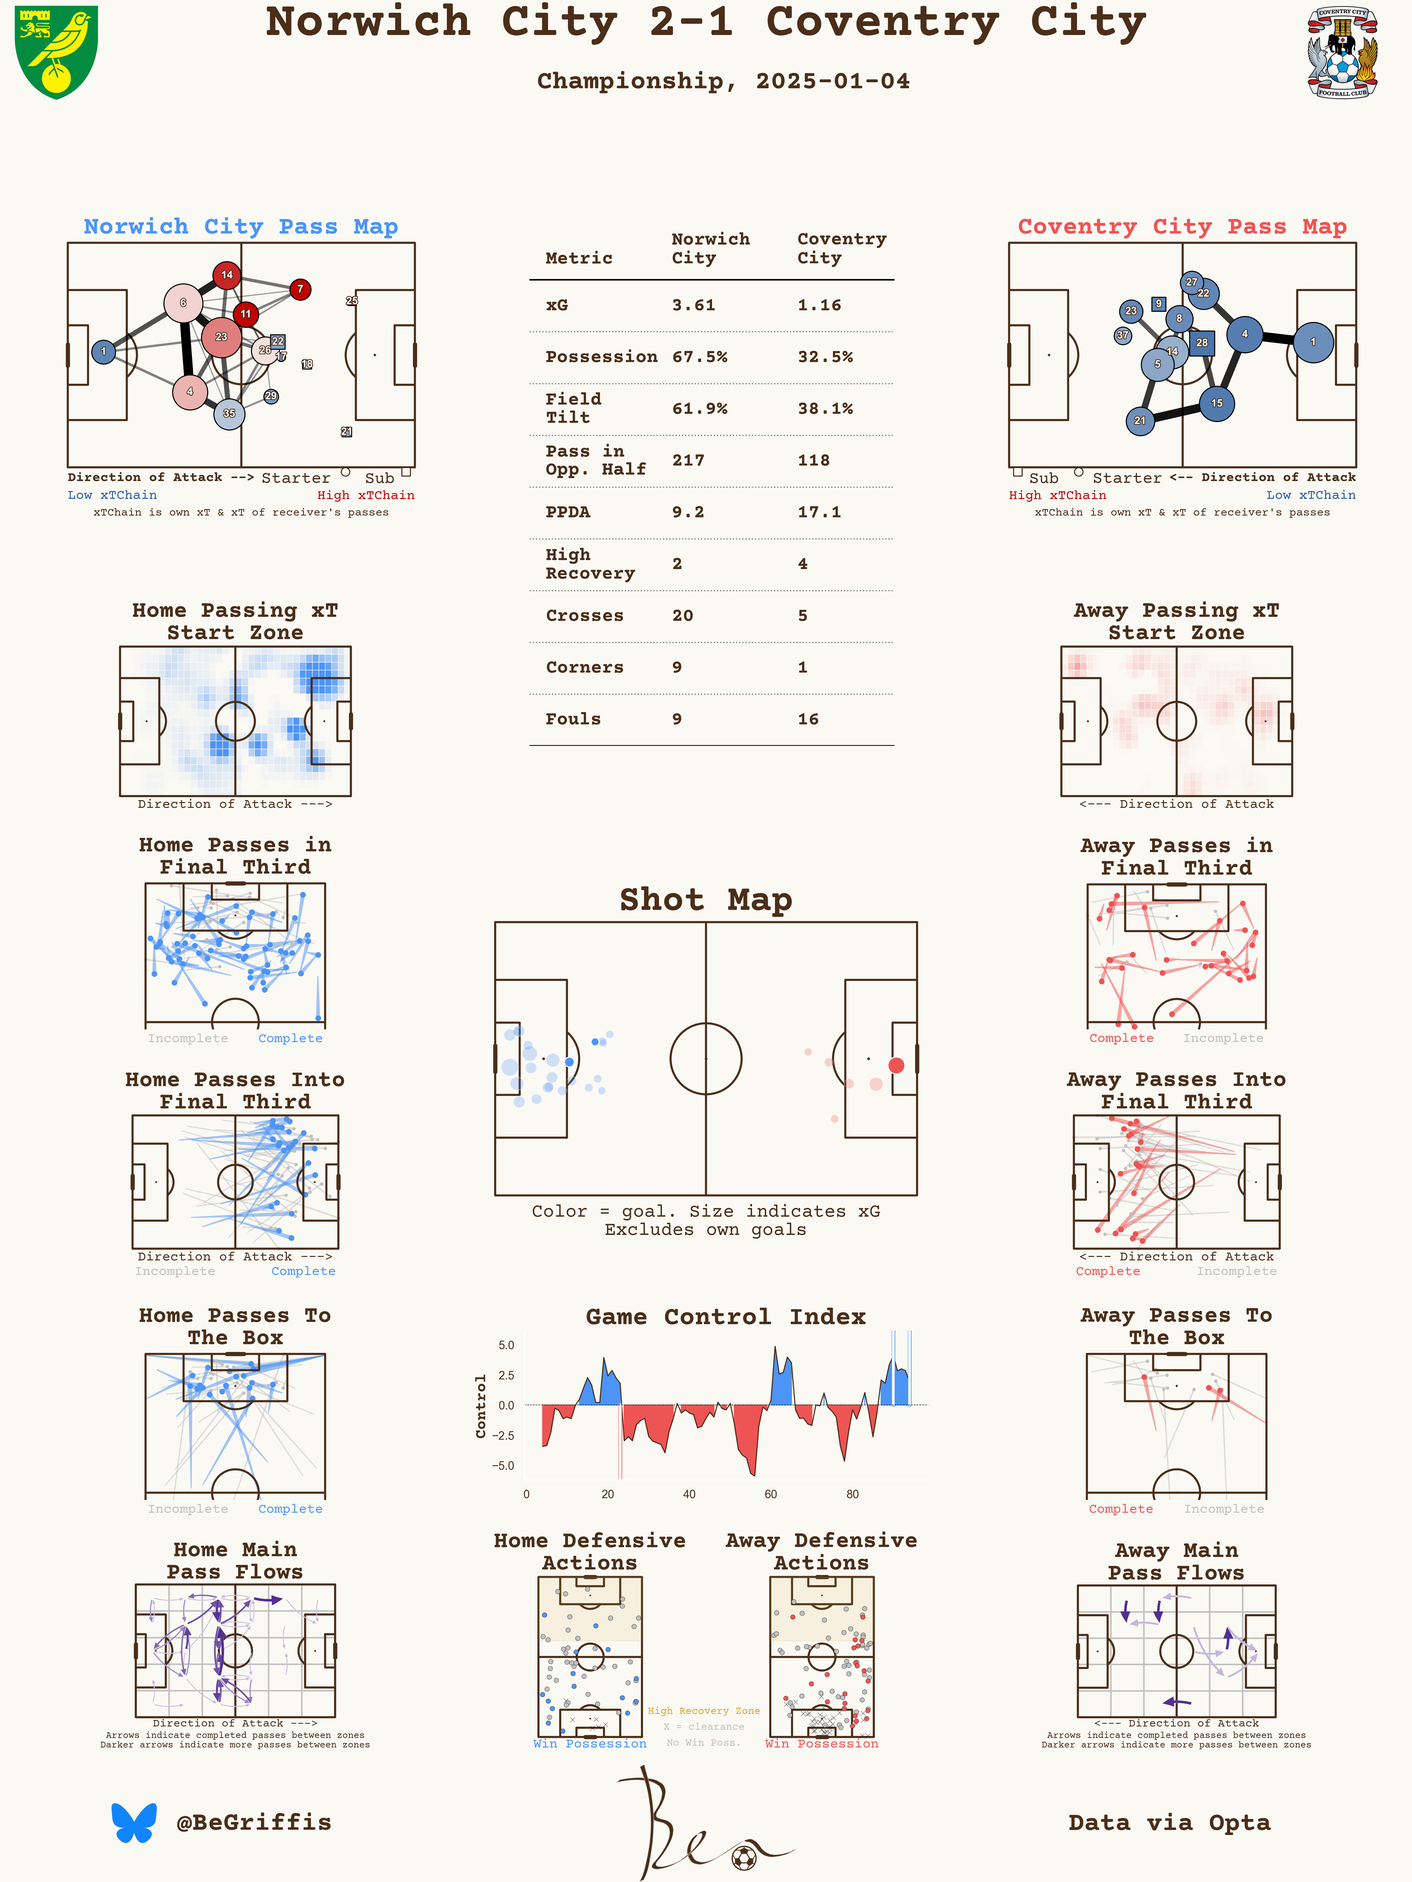 Norwich City 2-1 Coventry City
Championship, 2025-01-04
COVENTRY CITY
FOOTBALL CLUB
Norwich City Pass Map
14
7
6
25
11
23
22
26
17
1
18
4
29
35
21
Direction of Attack --> Starter Sub
Low xTChain High xTChain
xTChain is own xT & xT of receiver's passes
Metric Norwich City Coventry City
xG 3.61 1.16
Possession 67.5% 32.5%
Field Tilt 61.9% 38.1%
Pass in Opp. Half 217 118
PPDA 9.2 17.1
High Recovery 2 4
Crosses 20 5
Corners 9 1
Fouls 9 16
Coventry City Pass Map
27
22
9
23
8
37
4
28
1
14
5
15
21
Sub Starter <-- Direction of Attack
High xTChain Low xTChain
xTChain is own xT & xT of receiver's passes
Home Passing xT
Start Zone
Direction of Attack --->
Away Passing xT
Start Zone
<--- Direction of Attack
Home Passes in
Final Third
Incomplete Complete
Away Passes in
Final Third
Complete Incomplete
Shot Map
Color = goal. Size indicates xG
Excludes own goals
Home Passes Into
Final Third
Direction of Attack --->
Incomplete Complete
Away Passes Into
Final Third
<--- Direction of Attack
Complete Incomplete
Home Passes To
The Box
Incomplete Complete
Game Control Index
Control
5.0
2.5
0.0
−2.5
−5.0
0 20 40 60 80
Away Passes To
The Box
Complete Incomplete
Home Main
Pass Flows
Direction of Attack --->
Arrows indicate completed passes between zones
Darker arrows indicate more passes between zones
Home Defensive
Actions
Win Possession
High Recovery Zone
X = clearance
No Win Poss.
Away Defensive
Actions
Win Possession
Away Main
Pass Flows
<--- Direction of Attack
Arrows indicate completed passes between zones
Darker arrows indicate more passes between zones
@BeGriffis
Ben
Data via Opta